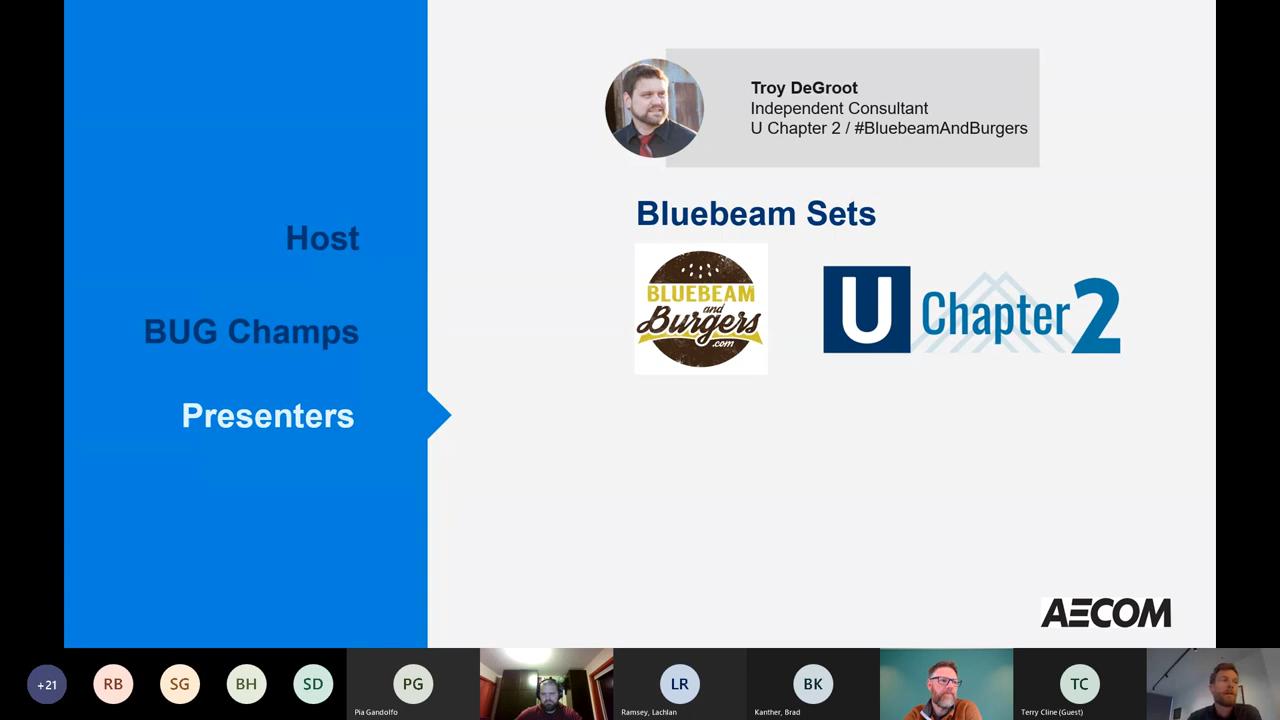 Troy DeGroot
Independent Consultant
U Chapter 2 / #BluebeamAndBurgers
Bluebeam Sets
Host
BUG Champs
Presenters
BLUEBEAM
and
Burgers
.com
U Chapter 2
AECOM
+21
RB
SG
BH
SD
PG
Pia Gandolfo
LR
Ramsey, Lachlan
BK
Kanther, Brad
TC
Terry Cline (Guest)